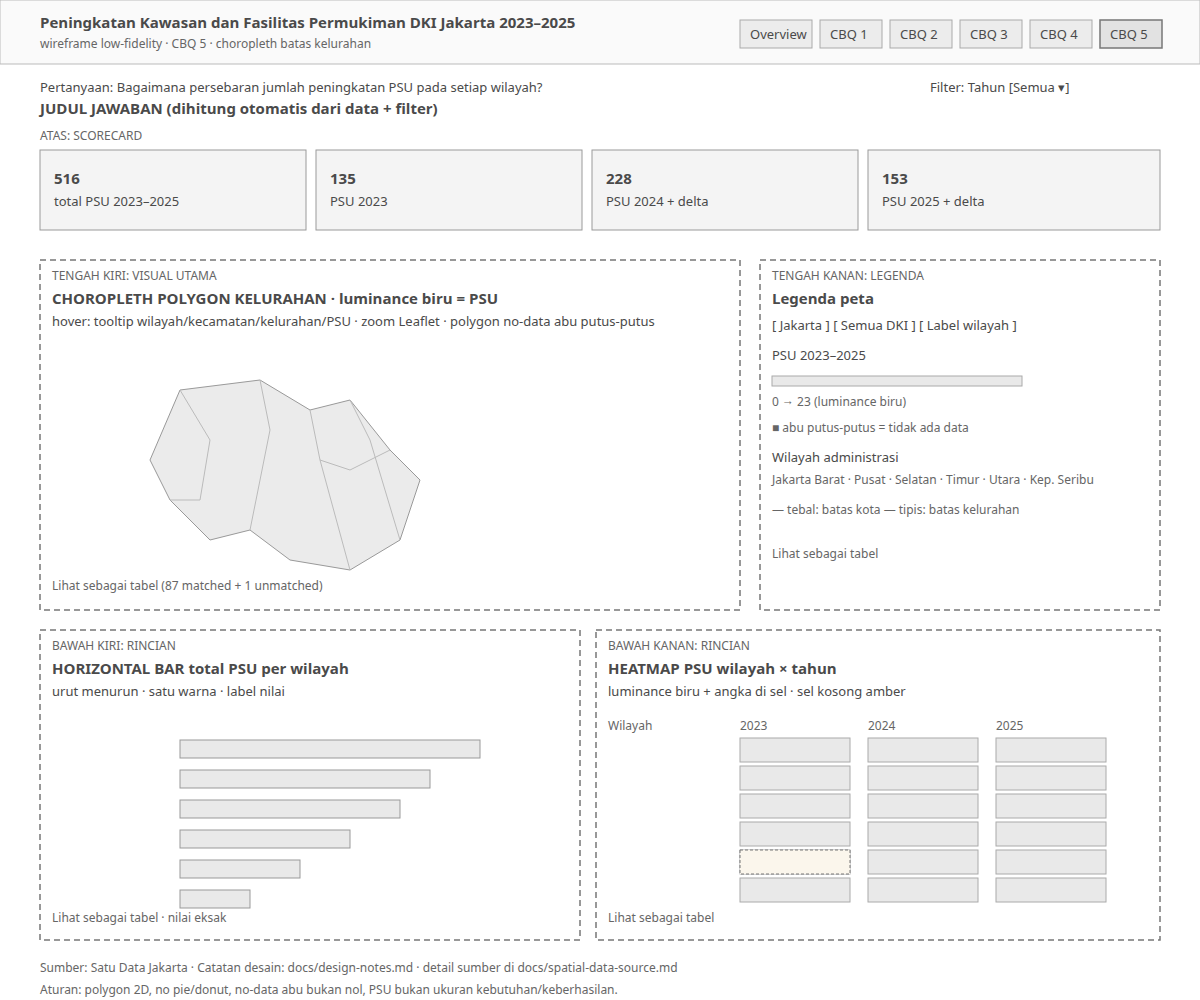 Peningkatan Kawasan dan Fasilitas Permukiman DKI Jakarta 2023–2025
wireframe low-fidelity · CBQ 5 · choropleth batas kelurahan
Overview
CBQ 1
CBQ 2
CBQ 3
CBQ 4
CBQ 5
Pertanyaan: Bagaimana persebaran jumlah peningkatan PSU pada setiap wilayah?
Filter: Tahun [Semua ▾]
JUDUL JAWABAN (dihitung otomatis dari data + filter)
ATAS: SCORECARD
516
total PSU 2023–2025
135
PSU 2023
228
PSU 2024 + delta
153
PSU 2025 + delta
TENGAH KIRI: VISUAL UTAMA
CHOROPLETH POLYGON KELURAHAN · luminance biru = PSU
hover: tooltip wilayah/kecamatan/kelurahan/PSU · zoom Leaflet · polygon no-data abu putus-putus
Lihat sebagai tabel (87 matched + 1 unmatched)
TENGAH KANAN: LEGENDA
Legenda peta
[ Jakarta ] [ Semua DKI ] [ Label wilayah ]
PSU 2023–2025
0 → 23 (luminance biru)
■ abu putus-putus = tidak ada data
Wilayah administrasi
Jakarta Barat · Pusat · Selatan · Timur · Utara · Kep. Seribu
— tebal: batas kota — tipis: batas kelurahan
Lihat sebagai tabel
BAWAH KIRI: RINCIAN
HORIZONTAL BAR total PSU per wilayah
urut menurun · satu warna · label nilai
Lihat sebagai tabel · nilai eksak
BAWAH KANAN: RINCIAN
HEATMAP PSU wilayah × tahun
luminance biru + angka di sel · sel kosong amber
Wilayah
2023
2024
2025
Lihat sebagai tabel
Sumber: Satu Data Jakarta · Catatan desain: docs/design-notes.md · detail sumber di docs/spatial-data-source.md
Aturan: polygon 2D, no pie/donut, no-data abu bukan nol, PSU bukan ukuran kebutuhan/keberhasilan.